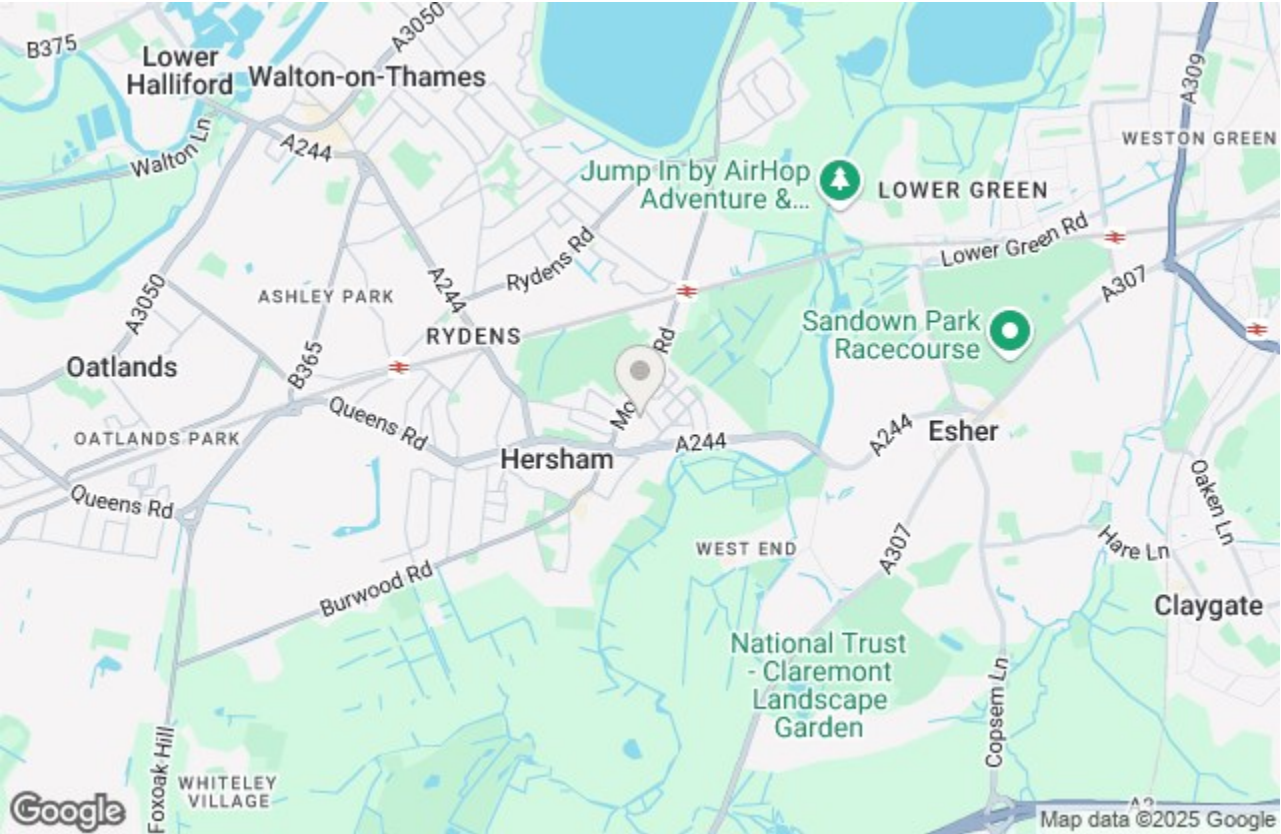 B375
A3050
Lower
Halliford
Walton-on-Thames
A309
Walton Ln
A244
WESTON GREEN
Jump In by AirHop
Adventure &...
LOWER GREEN
Lower Green Rd
Rydens Rd
A244
A307
A3050
ASHLEY PARK
RYDENS
Rd
Sandown Park
Racecourse
Oatlands
B365
Queens Rd
Mo
OATLANDS PARK
A244
A244
Esher
Hersham
Oaken Ln
Queens Rd
A307
Hare Ln
WEST END
Burwood Rd
Claygate
National Trust
- Claremont
Landscape
Garden
Copsem Ln
Foxoak Hill
WHITELEY
VILLAGE
A3
Google
Map data ©2025 Google